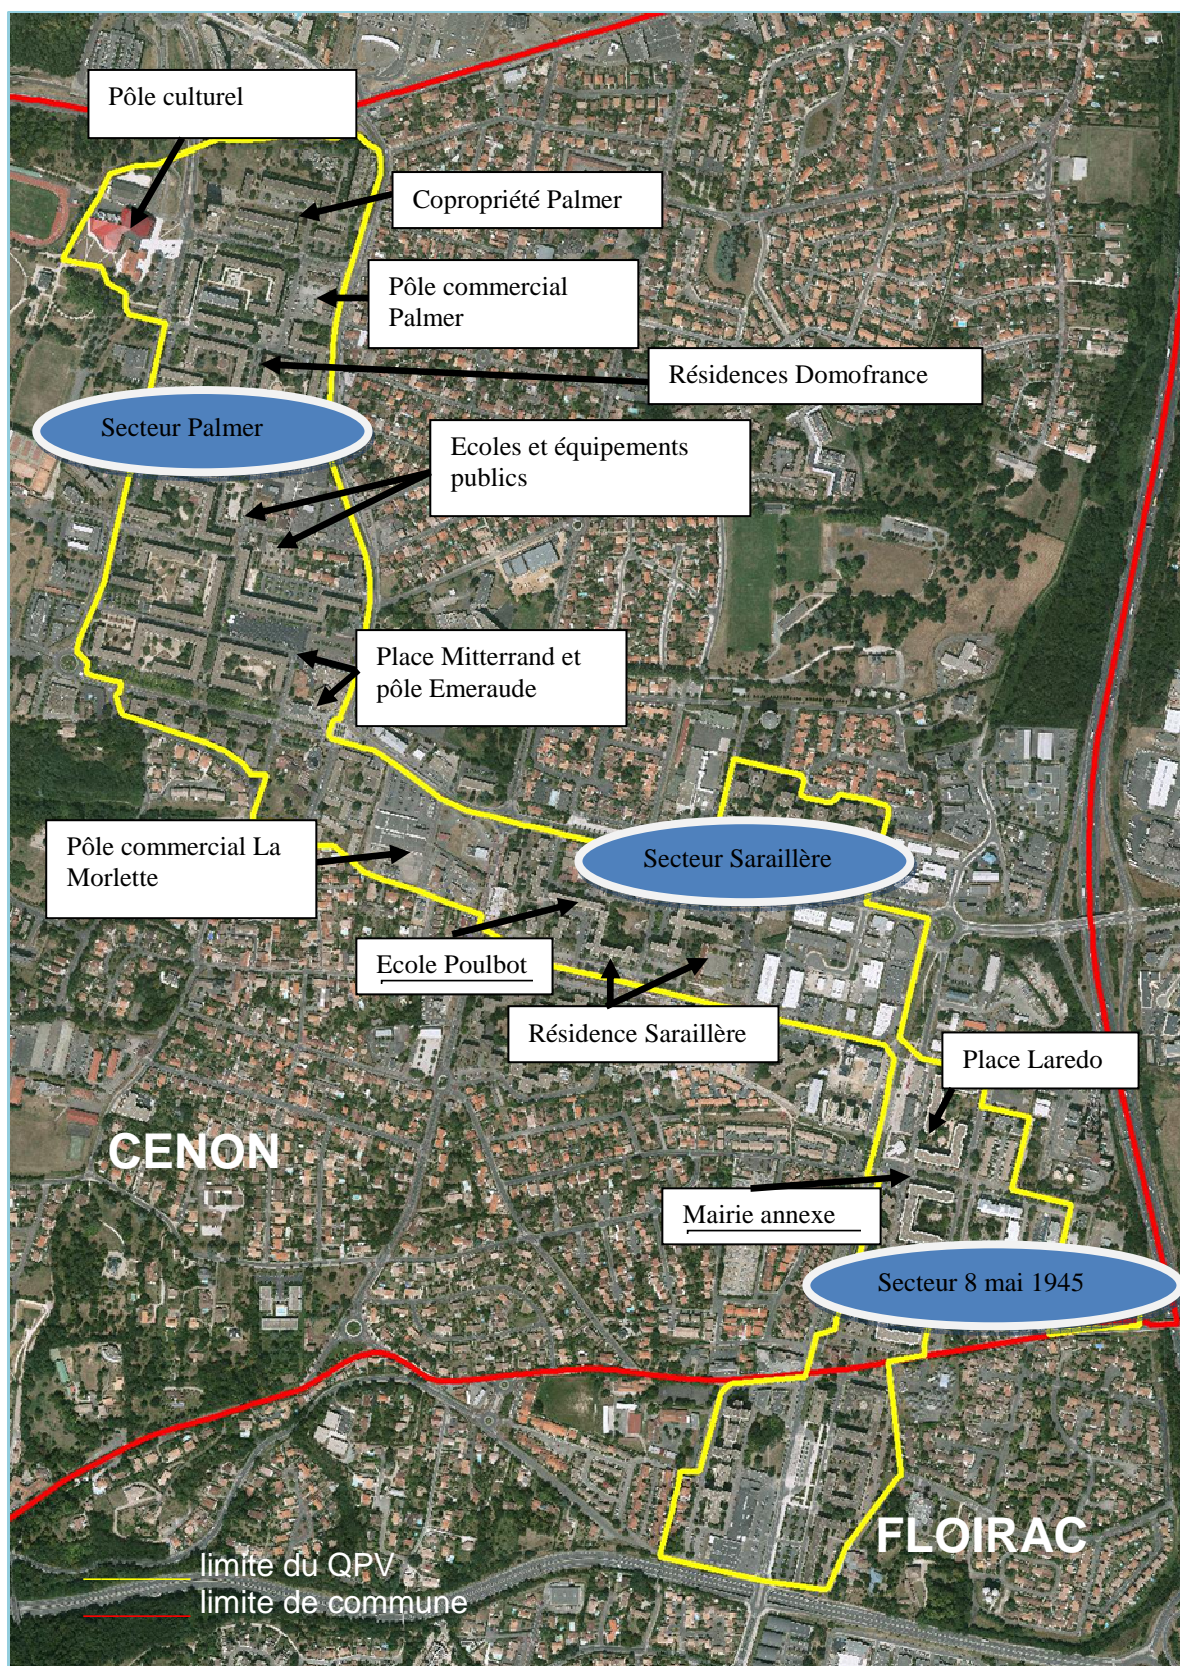 Pôle culturel
Copropriété Palmer
Pôle commercial
Palmer
Résidences Domofrance
Secteur Palmer
Ecoles et équipements
publics
Place Mitterrand et
pôle Emeraude
Pôle commercial La
Morlette
Secteur Saraillère
Ecole Poulbot
Résidence Saraillère
Place Laredo
CENON
Mairie annexe
Secteur 8 mai 1945
FLOIRAC
limite du QPV
limite de commune